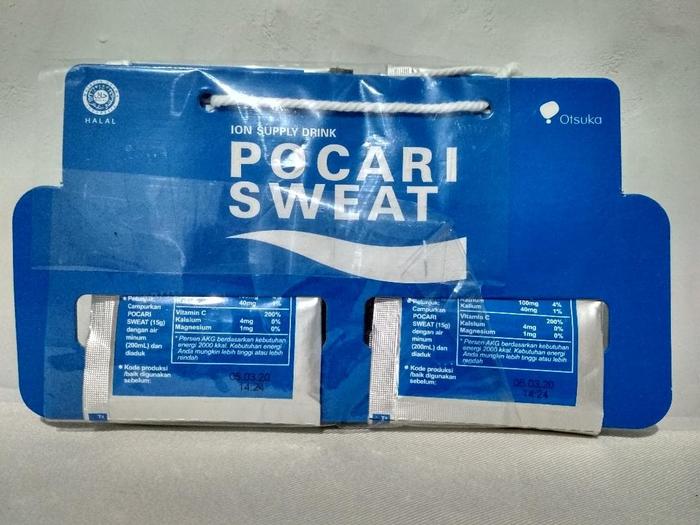 HALAL
Otsuka
ION SUPPLY DRINK
POCARI
SWEAT
Petunjuk:
Campurkan
POCARI
SWEAT (15g)
dengan air
minum
(200mL) dan
diaduk
40mg 1%
Vitamin C 200%
Kalsium 4mg 0%
Magnesium 1mg 0%
* Persen AKG berdasarkan kebutuhan
energi 2000 kkal. Kebutuhan energi
Anda mungkin lebih tinggi atau lebih
rendah
Kode produksi
/baik digunakan
sebelum:
05.03.20
14:24
Petunjuk:
Campurkan
POCARI
SWEAT (15g)
dengan air
minum
(200mL) dan
diaduk
Natrium 100mg 4%
Kalium 40mg 1%
Vitamin C 200%
Kalsium 4mg 0%
Magnesium 1mg 0%
* Persen AKG berdasarkan kebutuhan
energi 2000 kkal. Kebutuhan energi
Anda mungkin lebih tinggi atau lebih
rendah
Kode produksi
/baik digunakan
sebelum:
05.03.20
14:24